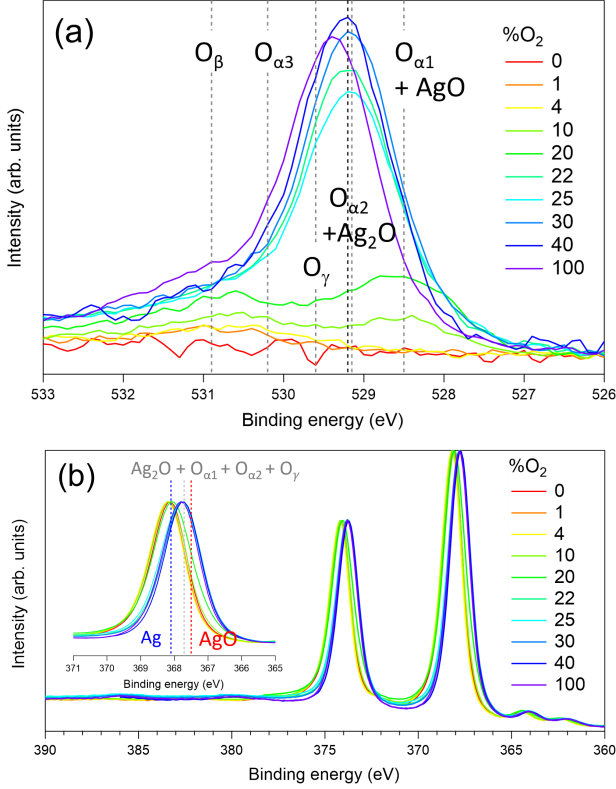 (a)
%O₂
Oβ
Oα3
Oα1
+ AgO
0
1
4
10
20
22
25
30
40
100
Oα2
+Ag₂O
Oγ
Intensity (arb. units)
533
532
531
530
529
528
527
526
Binding energy (eV)
(b)
Ag₂O + Oα1 + Oα2 + Oγ
%O₂
0
1
4
10
20
22
25
30
40
100
Ag
AgO
371
370
369
368
367
366
365
Binding energy (eV)
Intensity (arb. units)
390
385
380
375
370
365
360
Binding energy (eV)